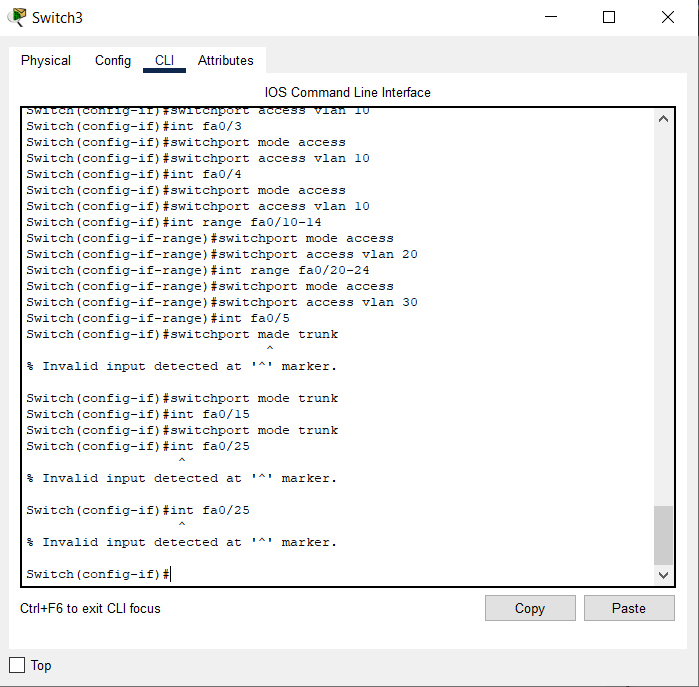 Switch3
Physical Config CLI Attributes
IOS Command Line Interface
Switch(config-if)#switchport access vlan 10
Switch(config-if)#int fa0/3
Switch(config-if)#switchport mode access
Switch(config-if)#switchport access vlan 10
Switch(config-if)#int fa0/4
Switch(config-if)#switchport mode access
Switch(config-if)#switchport access vlan 10
Switch(config-if)#int range fa0/10-14
Switch(config-if-range)#switchport mode access
Switch(config-if-range)#switchport access vlan 20
Switch(config-if-range)#int range fa0/20-24
Switch(config-if-range)#switchport mode access
Switch(config-if-range)#switchport access vlan 30
Switch(config-if-range)#int fa0/5
Switch(config-if)#switchport made trunk
^
% Invalid input detected at '^' marker.
Switch(config-if)#switchport mode trunk
Switch(config-if)#int fa0/15
Switch(config-if)#switchport mode trunk
Switch(config-if)#int fa0/25
^
% Invalid input detected at '^' marker.
Switch(config-if)#int fa0/25
^
% Invalid input detected at '^' marker.
Switch(config-if)#
Ctrl+F6 to exit CLI focus
Copy Paste
Top